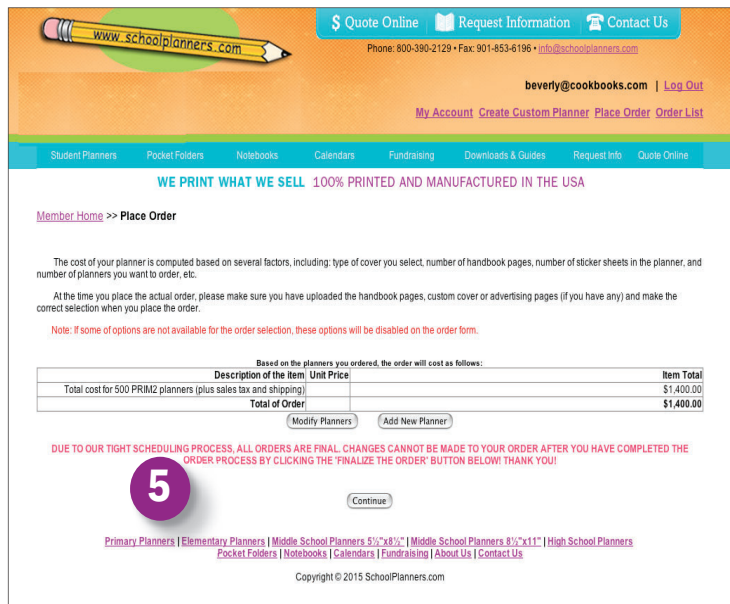 www.schoolplanners.com
$ Quote Online Request Information Contact Us
Phone: 800-390-2129 • Fax: 901-853-6196 • info@schoolplanners.com
beverly@cookbooks.com | Log Out
My Account Create Custom Planner Place Order Order List
Student Planners Pocket Folders Notebooks Calendars Fundraising Downloads & Guides Request Info Quote Online
WE PRINT WHAT WE SELL 100% PRINTED AND MANUFACTURED IN THE USA
Member Home >> Place Order
The cost of your planner is computed based on several factors, including: type of cover you select, number of handbook pages, number of sticker sheets in the planner, and
number of planners you want to order, etc.
At the time you place the actual order, please make sure you have uploaded the handbook pages, custom cover or advertising pages (if you have any) and make the
correct selection when you place the order.
Note: If some of options are not available for the order selection, these options will be disabled on the order form.
Based on the planners you ordered, the order will cost as follows:
Description of the item Unit Price Item Total
Total cost for 500 PRIM2 planners (plus sales tax and shipping) $1,400.00
Total of Order $1,400.00
Modify Planners Add New Planner
DUE TO OUR TIGHT SCHEDULING PROCESS, ALL ORDERS ARE FINAL. CHANGES CANNOT BE MADE TO YOUR ORDER AFTER YOU HAVE COMPLETED THE
ORDER PROCESS BY CLICKING THE 'FINALIZE THE ORDER' BUTTON BELOW! THANK YOU!
5
Continue
Primary Planners | Elementary Planners | Middle School Planners 5½"x8½" | Middle School Planners 8½"x11" | High School Planners
Pocket Folders | Notebooks | Calendars | Fundraising | About Us | Contact Us
Copyright © 2015 SchoolPlanners.com